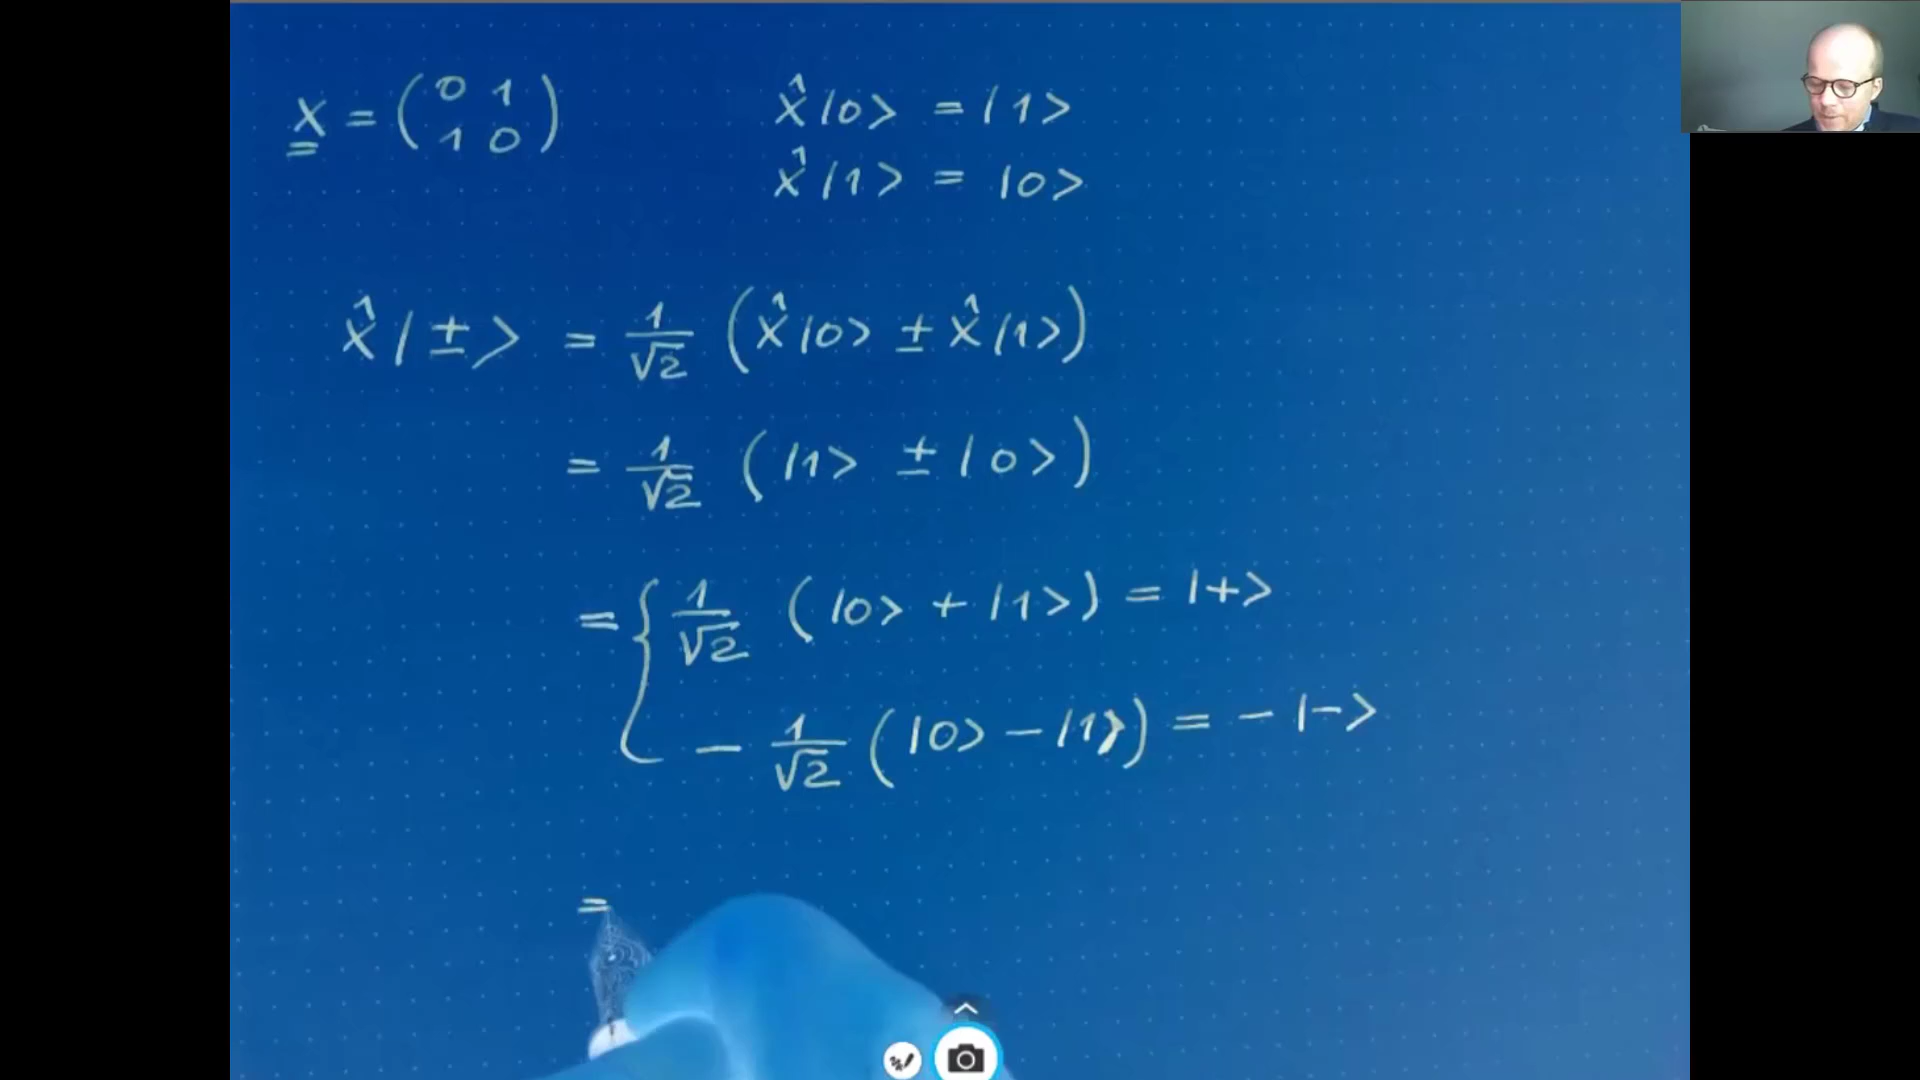 X = ( 0 1
1 0 )
X̂ |0> = |1>
X̂ |1> = |0>
X̂ |±> = 1/√2 (X̂|0> ± X̂|1>)
= 1/√2 (|1> ± |0>)
= { 1/√2 (|0> + |1>) = |+>
- 1/√2 (|0> - |1>) = - |->
=